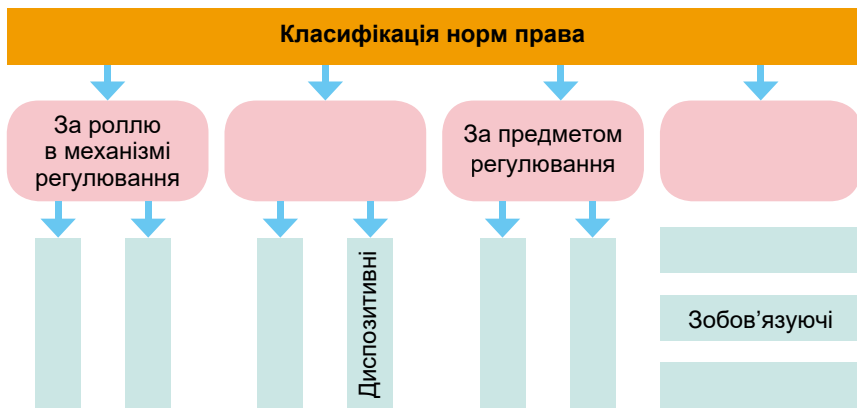 Класифікація норм права
За роллю
в механізмі
регулювання
За предметом
регулювання
Диспозитивні
Зобов’язуючі